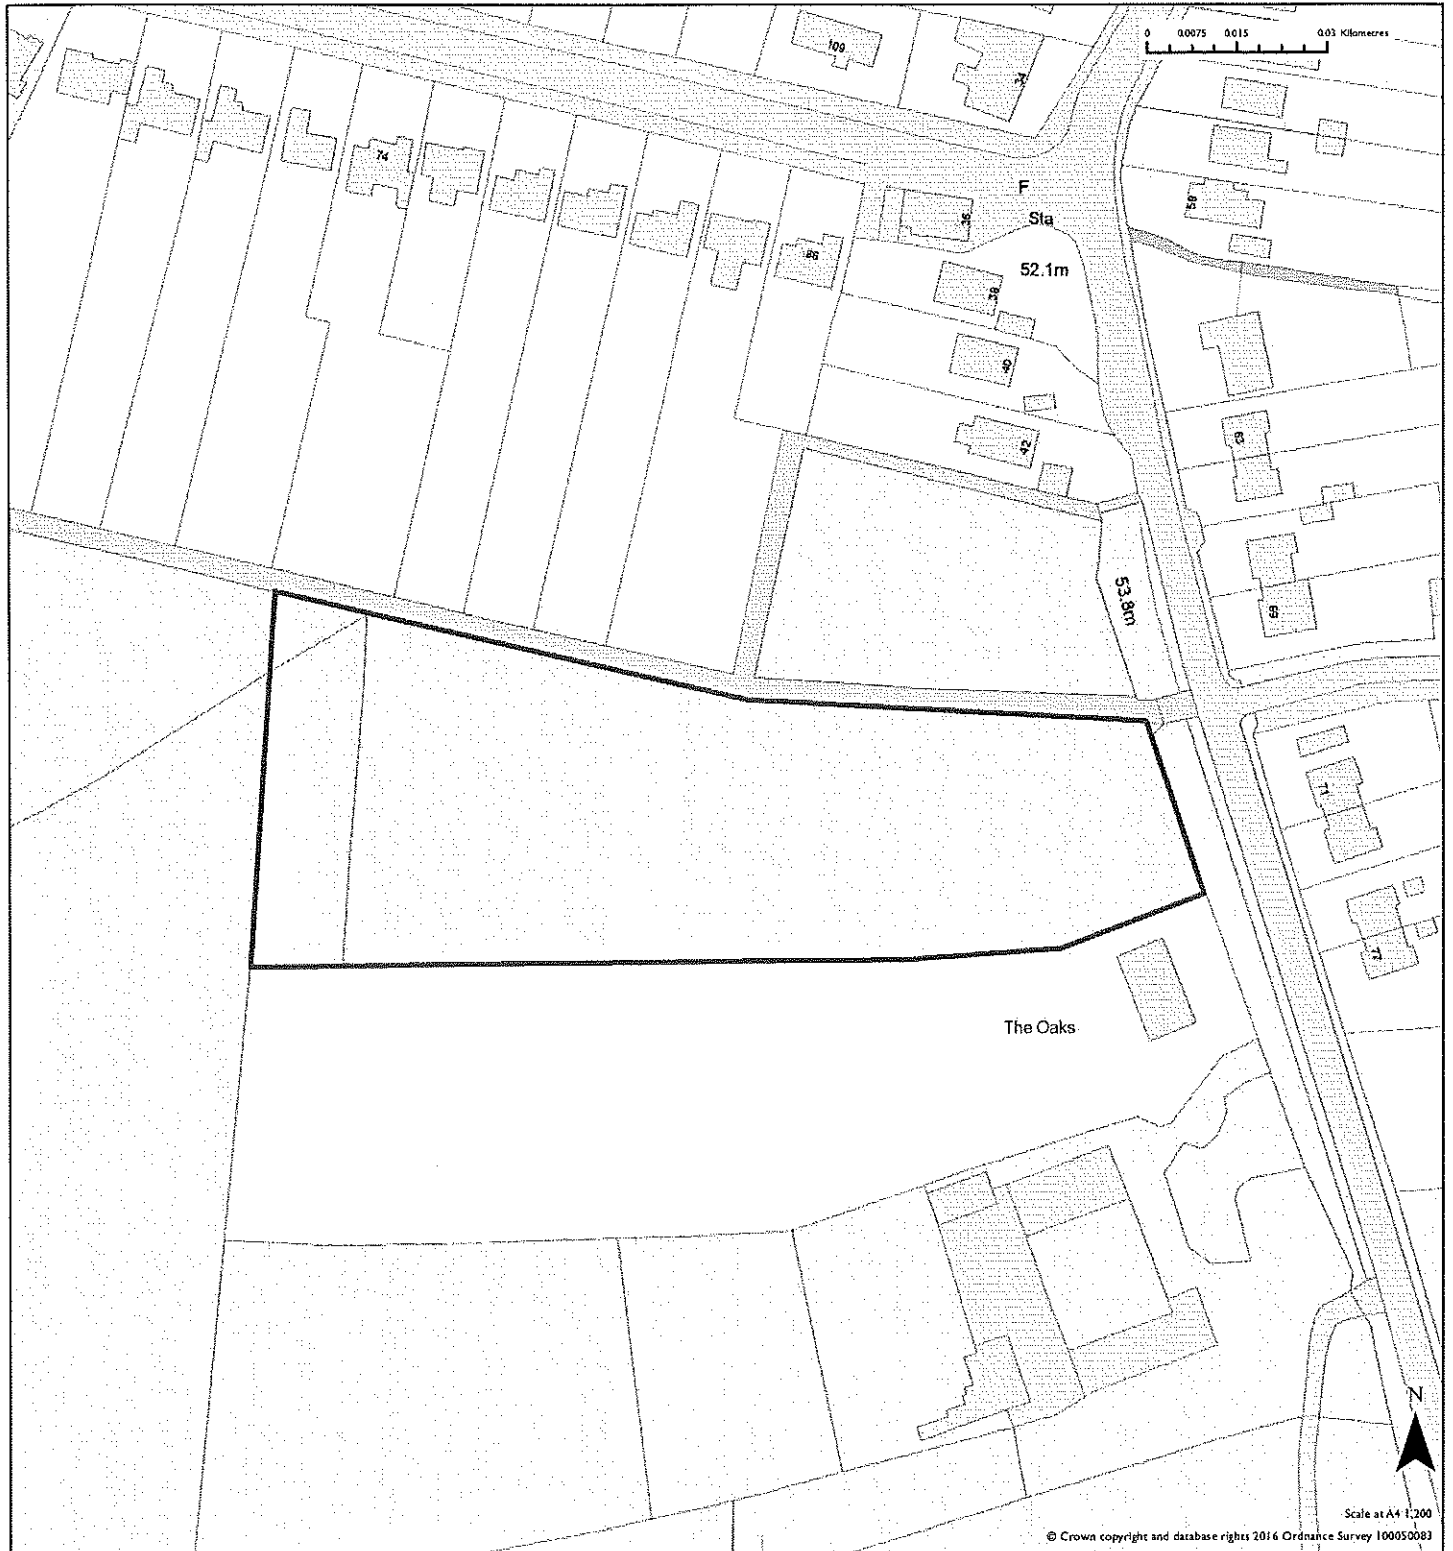 0 0.0075 0.015 0.03 Kilometres
109
34
74
58
36
F
Sta
86
52.1m
38
40
42
63
53.8m
69
71
77
The Oaks
N
Scale at A4 1,200
© Crown copyright and database rights 2016 Ordnance Survey 100050083